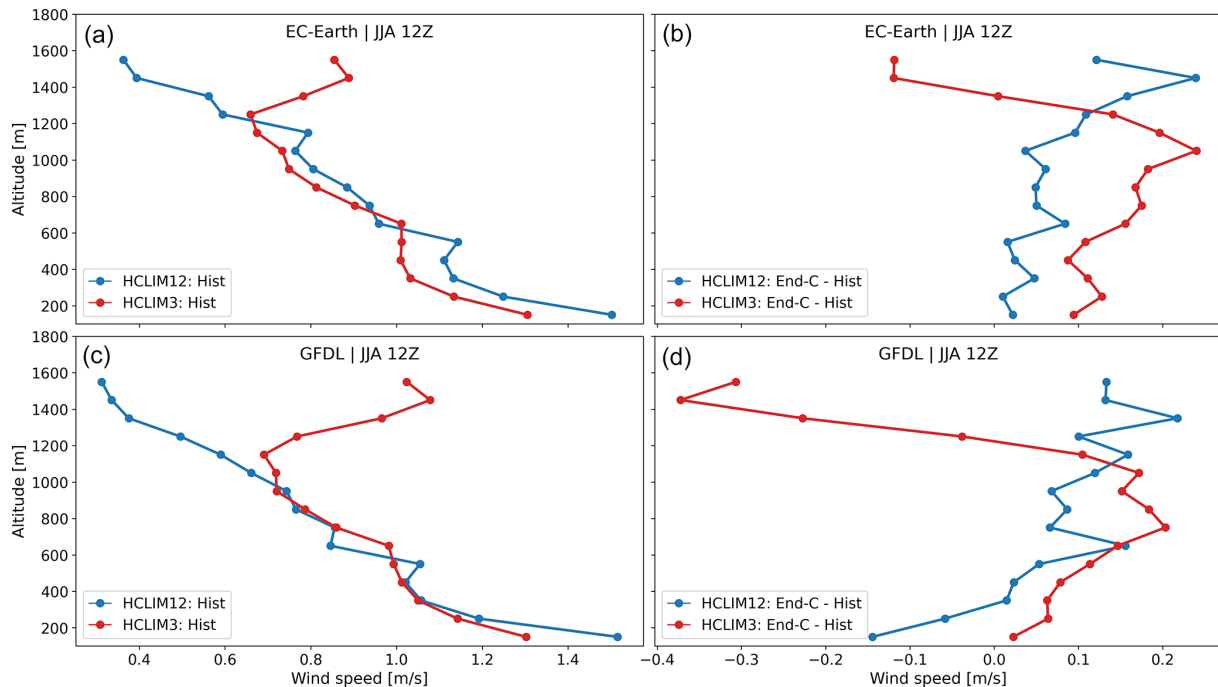 (a)
EC-Earth | JJA 12Z
Altitude [m]
1800
1600
1400
1200
1000
800
600
400
200
HCLIM12: Hist
HCLIM3: Hist
(b)
EC-Earth | JJA 12Z
HCLIM12: End-C - Hist
HCLIM3: End-C - Hist
(c)
GFDL | JJA 12Z
Altitude [m]
1800
1600
1400
1200
1000
800
600
400
200
HCLIM12: Hist
HCLIM3: Hist
0.4
0.6
0.8
1.0
1.2
1.4
1.6
Wind speed [m/s]
(d)
GFDL | JJA 12Z
HCLIM12: End-C - Hist
HCLIM3: End-C - Hist
−0.4
−0.3
−0.2
−0.1
0.0
0.1
0.2
Wind speed [m/s]